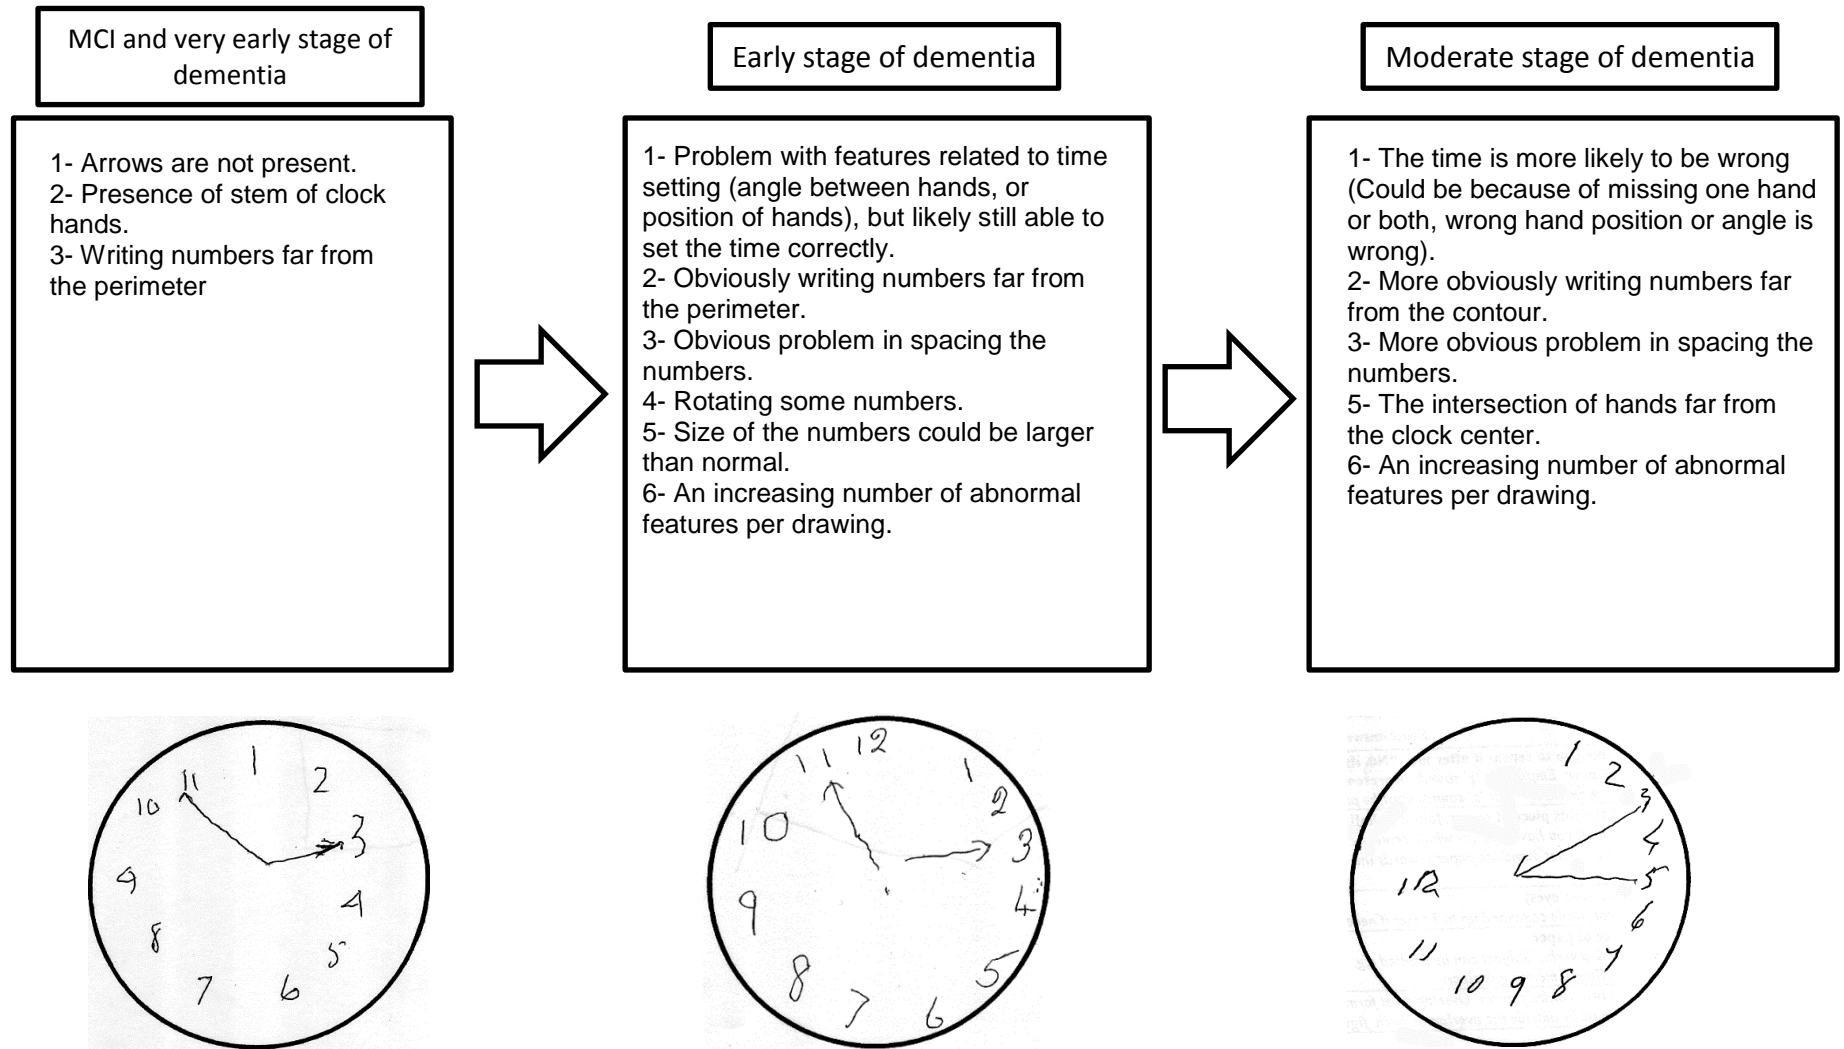 MCI and very early stage of
dementia
Early stage of dementia
Moderate stage of dementia
1- Arrows are not present.
2- Presence of stem of clock
hands.
3- Writing numbers far from
the perimeter
1- Problem with features related to time
setting (angle between hands, or
position of hands), but likely still able to
set the time correctly.
2- Obviously writing numbers far from
the perimeter.
3- Obvious problem in spacing the
numbers.
4- Rotating some numbers.
5- Size of the numbers could be larger
than normal.
6- An increasing number of abnormal
features per drawing.
1- The time is more likely to be wrong
(Could be because of missing one hand
or both, wrong hand position or angle is
wrong).
2- More obviously writing numbers far
from the contour.
3- More obvious problem in spacing the
numbers.
5- The intersection of hands far from
the clock center.
6- An increasing number of abnormal
features per drawing.
1
2
3
4
5
6
7
8
9
10
11
12
1
2
3
4
5
6
7
8
9
10
11
1
2
3
4
5
6
7
8
9
10
11
12